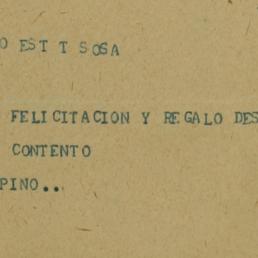 O EST T SOSA
FELICITACION Y REGALO DES
CONTENTO
PINO..